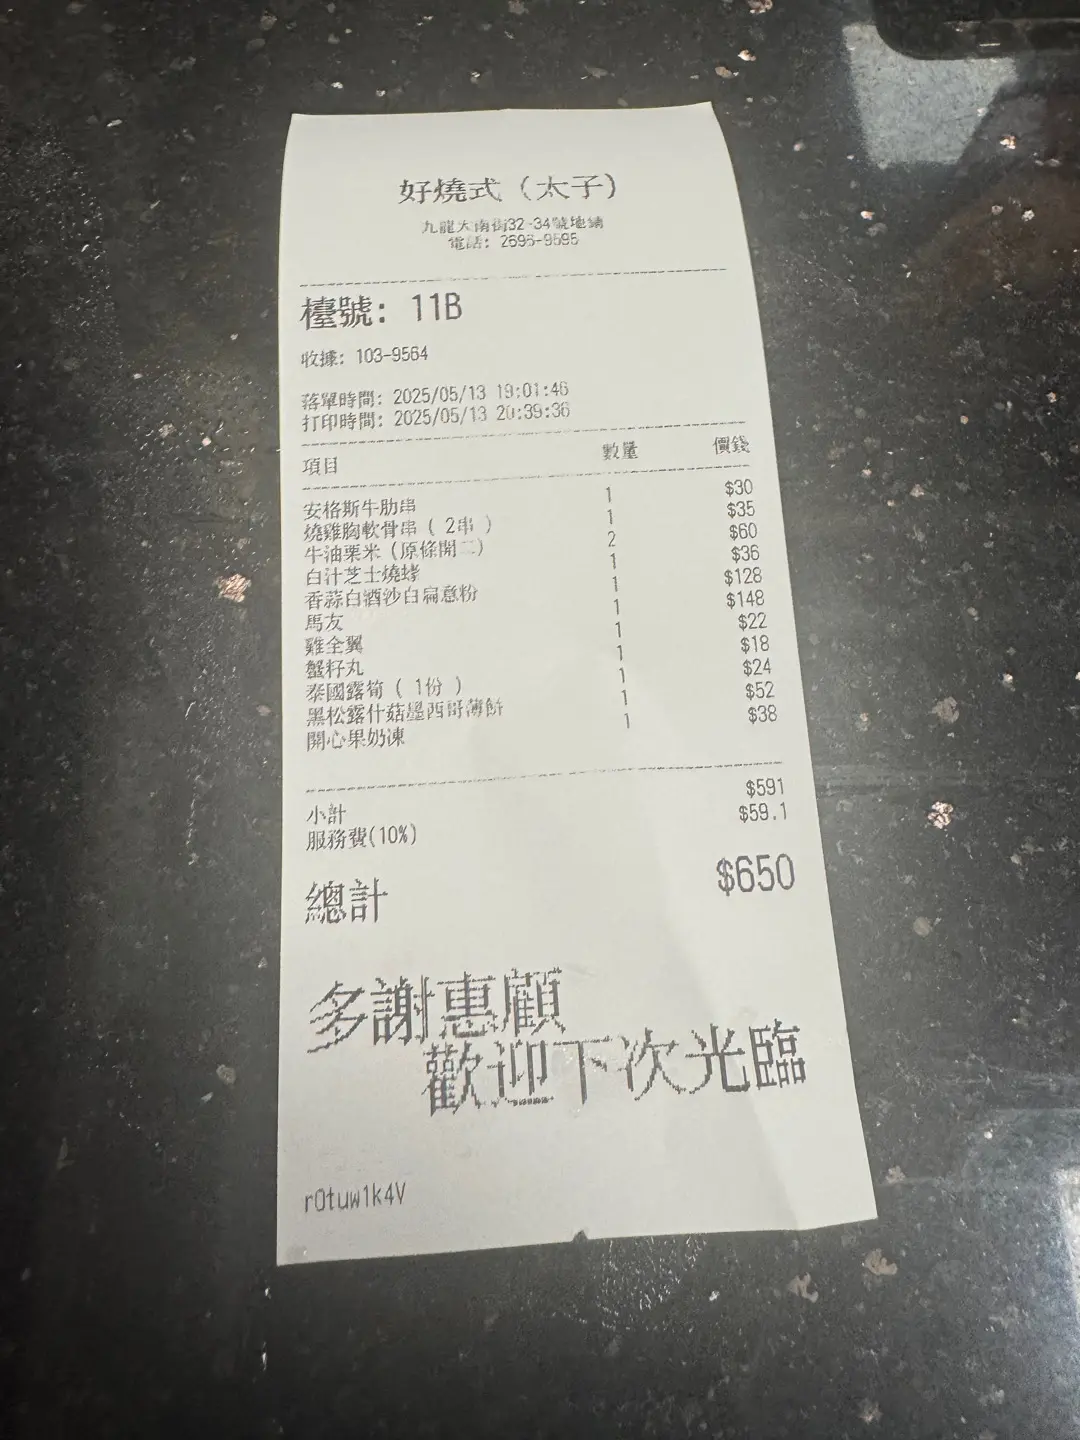 好燒式（太子）
九龍大南街32-34號地舖
電話: 2696-9595
檯號: 11B
收據: 103-9564
落單時間: 2025/05/13 19:01:46
打印時間: 2025/05/13 20:39:36
項目 數量 價錢
安格斯牛肋串 1 $30
燒雞胸軟骨串 ( 2串 ) 1 $35
牛油粟米 (原條開二) 2 $60
白汁芝士燒蠔 1 $36
香蒜白酒沙白扁意粉 1 $128
馬友 1 $148
雞全翼 1 $22
蟹籽丸 1 $18
泰國露筍 ( 1份 ) 1 $24
黑松露什菇墨西哥薄餅 1 $52
開心果奶凍 1 $38
小計 $591
服務費(10%) $59.1
總計 $650
多謝惠顧
歡迎下次光臨
r0tuw1k4V